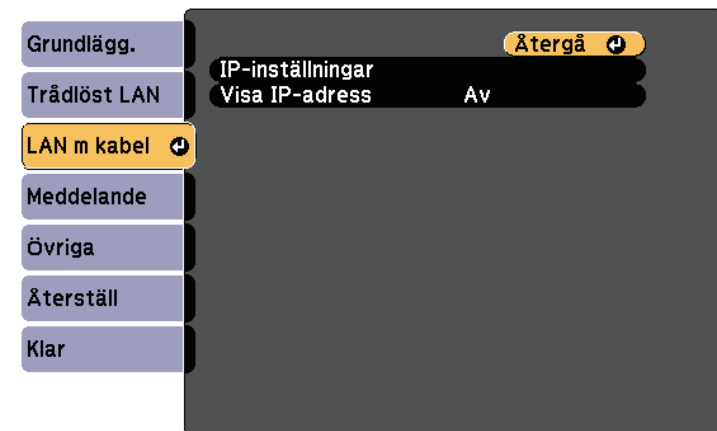 Grundlägg.
Trådlöst LAN
LAN m kabel
Meddelande
Övriga
Återställ
Klar
Återgå
IP-inställningar
Visa IP-adress Av